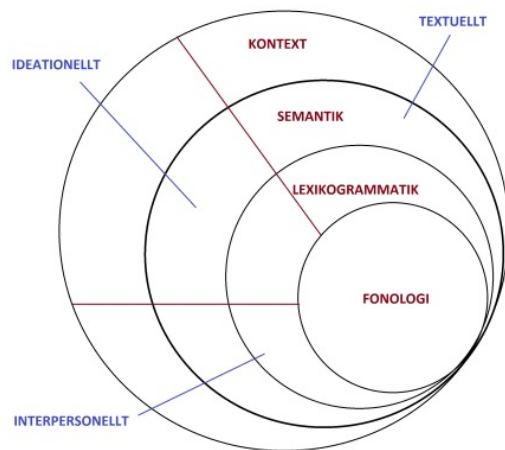 TEXTUELLT
KONTEXT
IDEATIONELLT
SEMANTIK
LEXIKOGRAMMATIK
FONOLOGI
INTERPERSONELLT